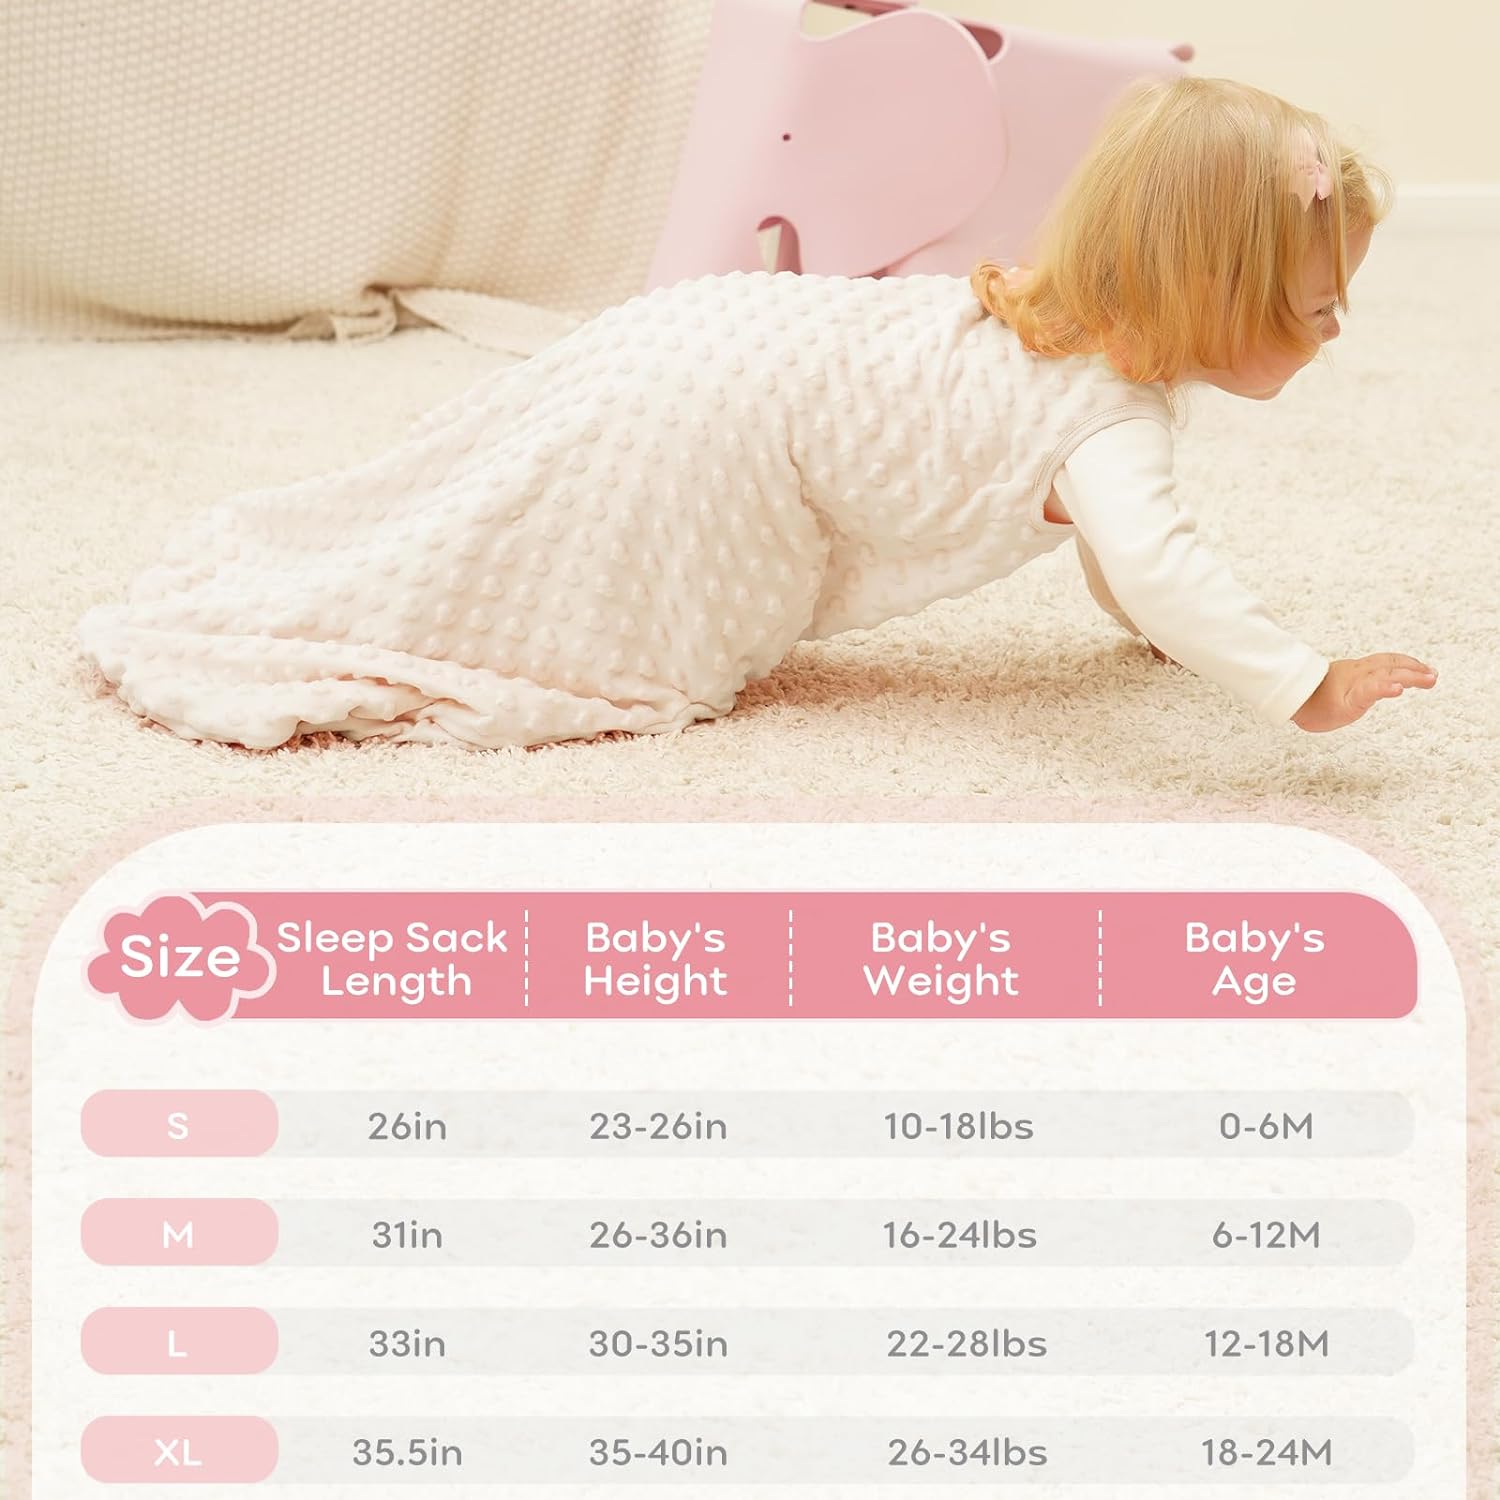 Size
Sleep Sack
Length
Baby's
Height
Baby's
Weight
Baby's
Age
S 26in 23-26in 10-18lbs 0-6M
M 31in 26-36in 16-24lbs 6-12M
L 33in 30-35in 22-28lbs 12-18M
XL 35.5in 35-40in 26-34lbs 18-24M